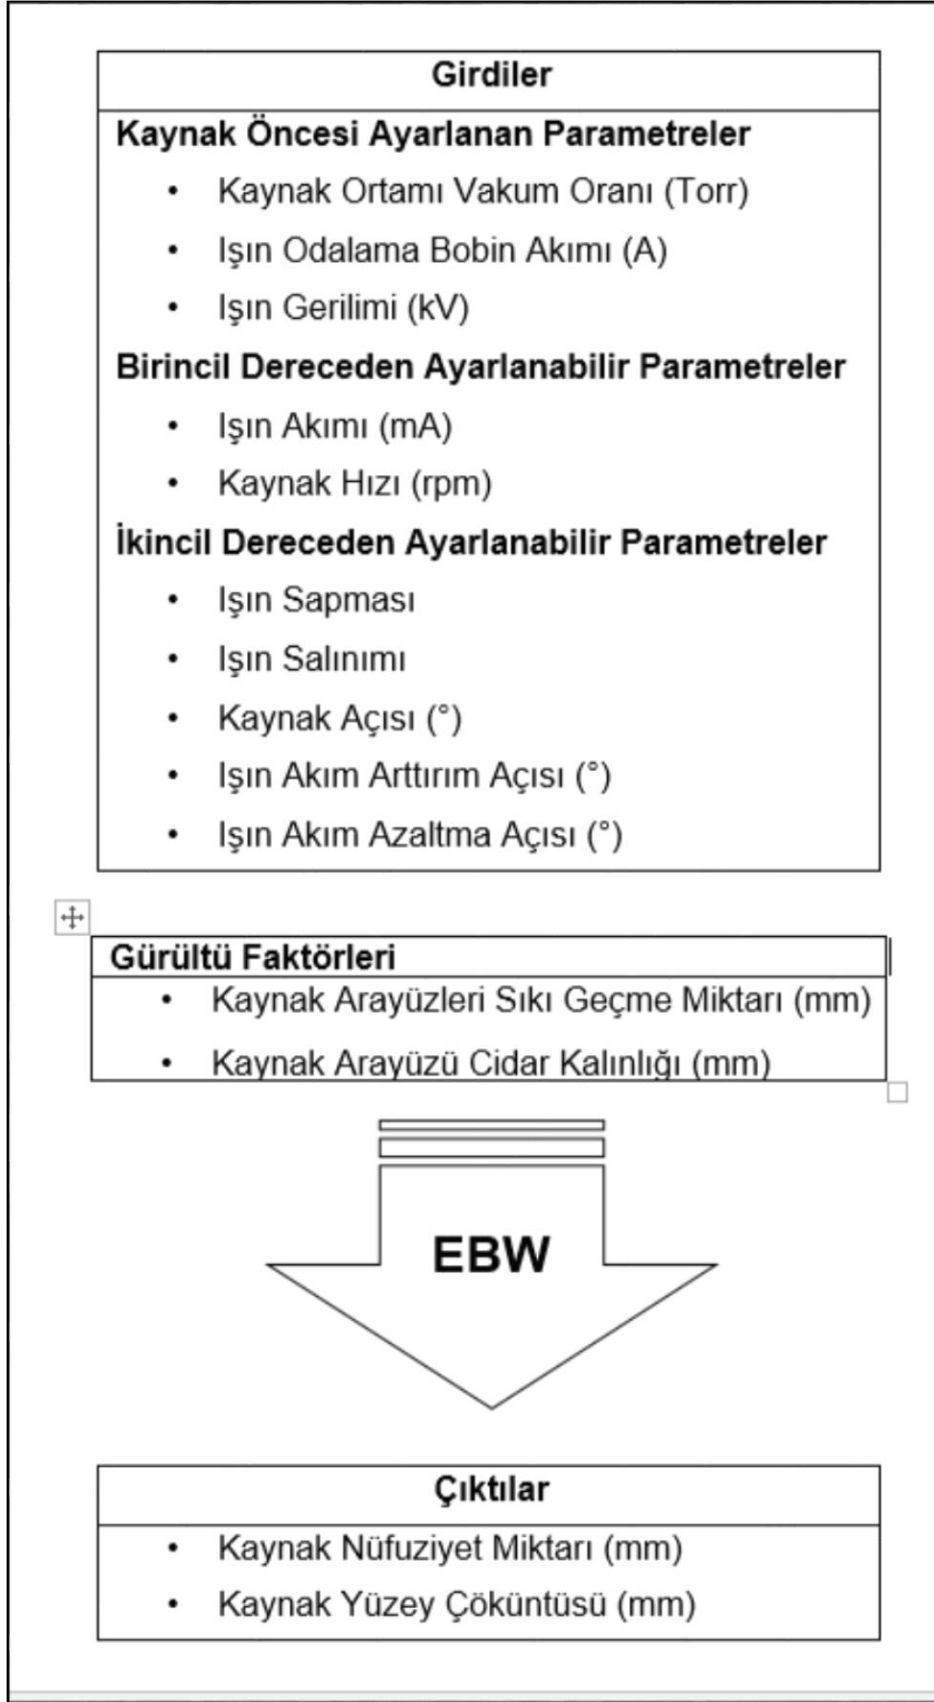 Girdiler
Kaynak Öncesi Ayarlanan Parametreler
• Kaynak Ortamı Vakum Oranı (Torr)
• Işın Odalama Bobin Akımı (A)
• Işın Gerilimi (kV)
Birincil Dereceden Ayarlanabilir Parametreler
• Işın Akımı (mA)
• Kaynak Hızı (rpm)
İkincil Dereceden Ayarlanabilir Parametreler
• Işın Sapması
• Işın Salınımı
• Kaynak Açısı (°)
• Işın Akım Arttırım Açısı (°)
• Işın Akım Azaltma Açısı (°)
Gürültü Faktörleri
• Kaynak Arayüzleri Sıkı Geçme Miktarı (mm)
• Kaynak Arayüzü Cidar Kalınlığı (mm)
EBW
Çıktılar
• Kaynak Nüfuziyet Miktarı (mm)
• Kaynak Yüzey Çöküntüsü (mm)